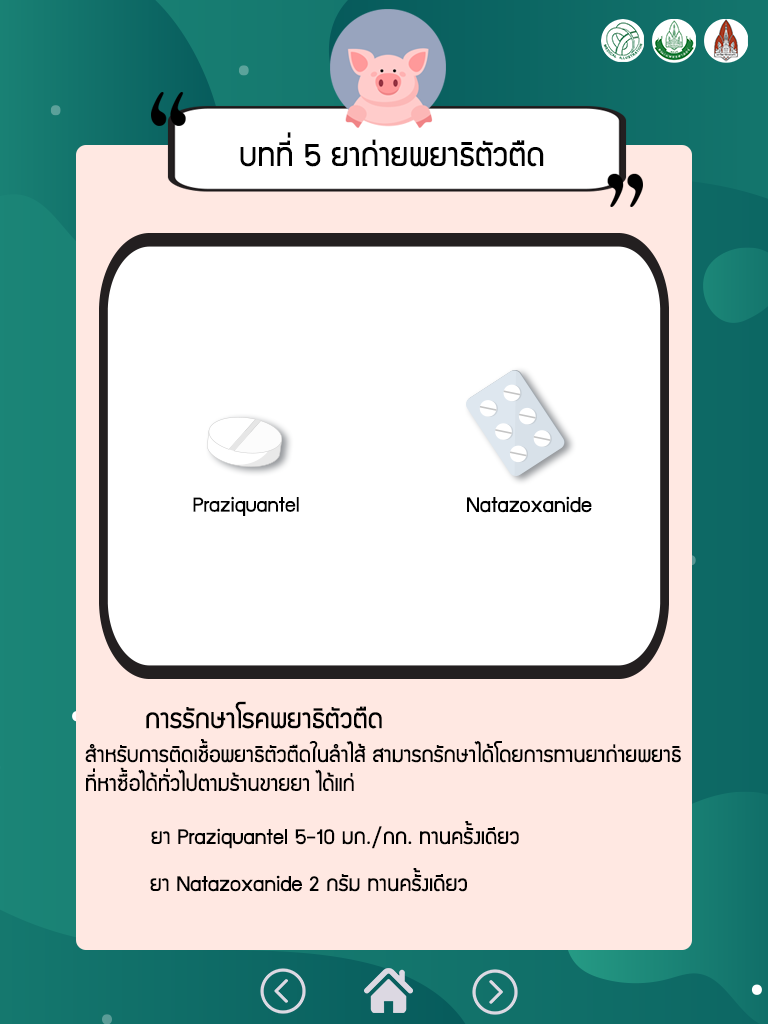 บทที่ 5 ยาถ่ายพยาธิตัวตืด
Praziquantel
Natazoxanide
การรักษาโรคพยาธิตัวตืด
สำหรับการติดเชื้อพยาธิตัวตืดในลำไส้ สามารถรักษาได้โดยการทานยาถ่ายพยาธิ
ที่หาซื้อได้ทั่วไปตามร้านขายยา ได้แก่
ยา Praziquantel 5-10 มก./กก. ทานครั้งเดียว
ยา Natazoxanide 2 กรัม ทานครั้งเดียว